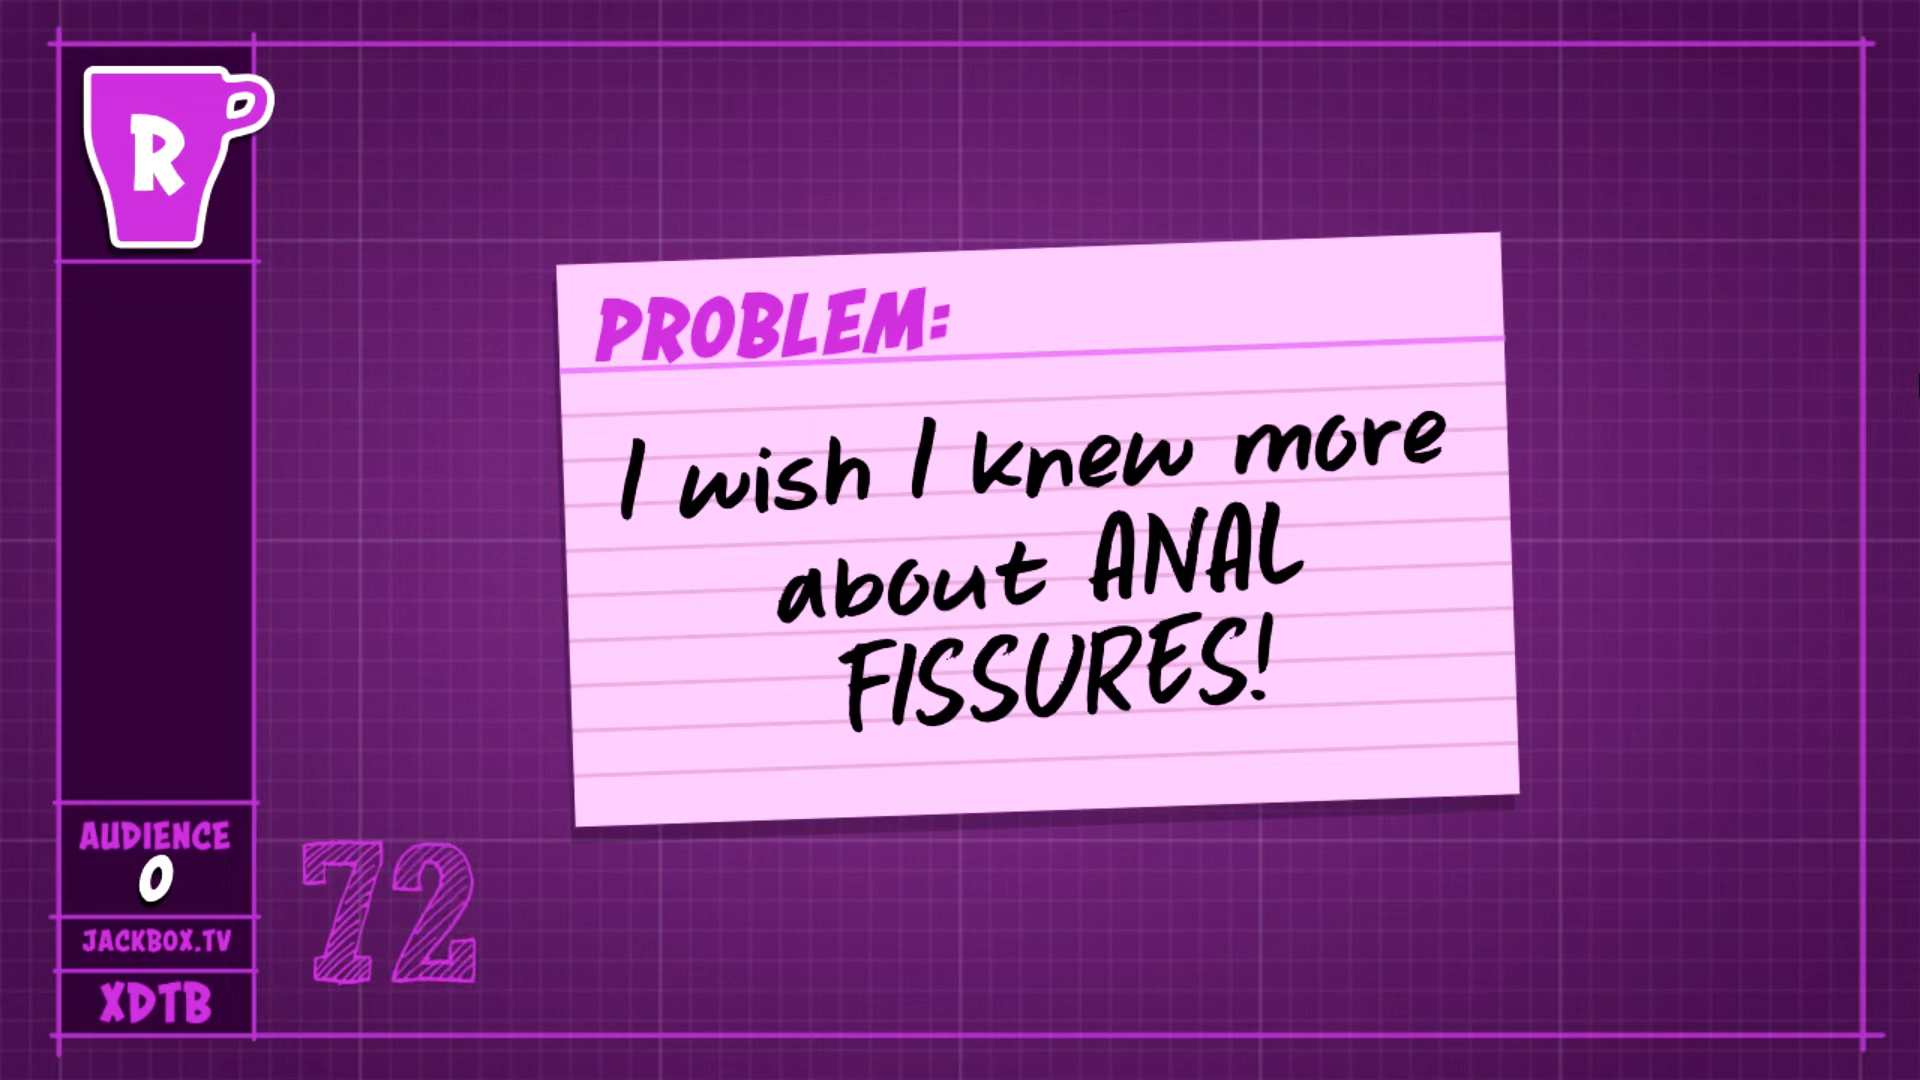 R
PROBLEM:
I wish I knew more
about ANAL
FISSURES!
AUDIENCE
0
JACKBOX.TV
XDTB
72